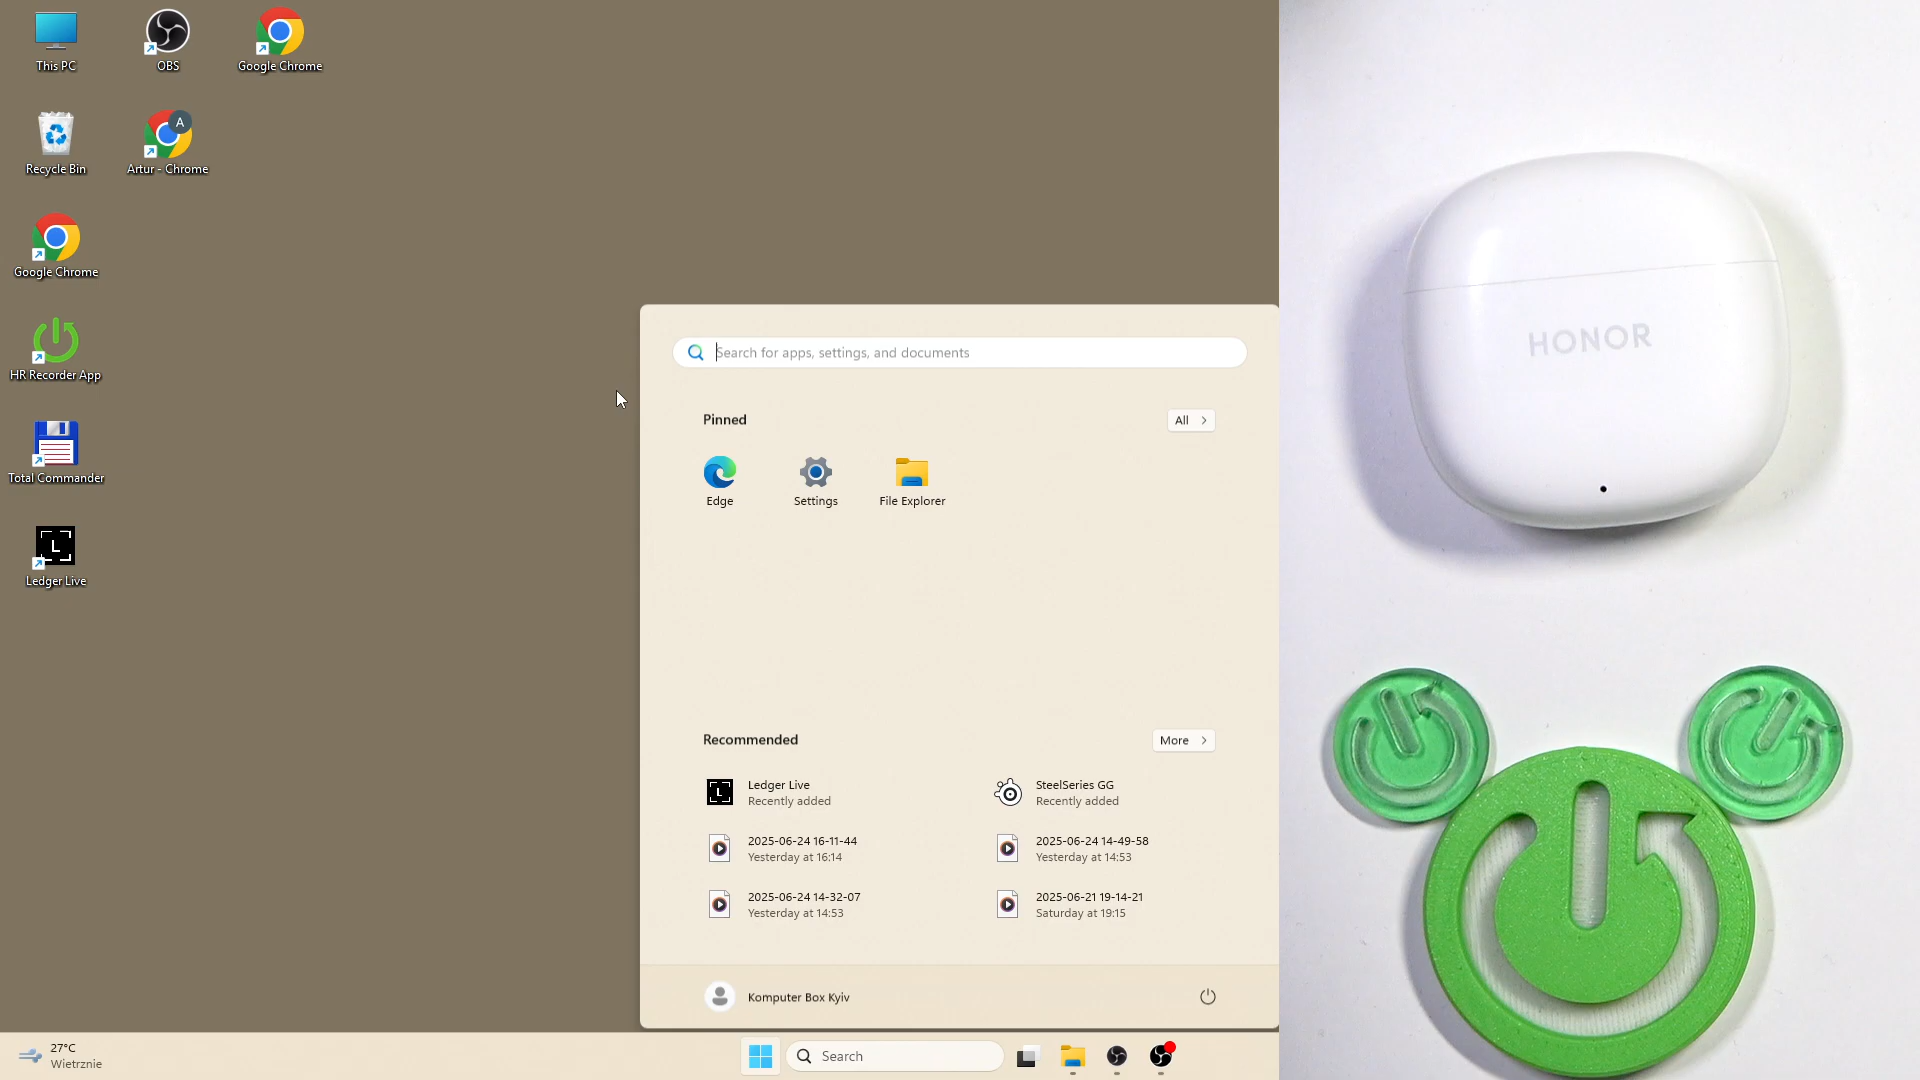 This PC
OBS
Google Chrome
Recycle Bin
A
Artur - Chrome
Google Chrome
HR Recorder App
Total Commander
L
Ledger Live
Search for apps, settings, and documents
Pinned
All
Edge
Settings
File Explorer
Recommended
More
L
Ledger Live
Recently added
SteelSeries GG
Recently added
2025-06-24 16-11-44
Yesterday at 16:14
2025-06-24 14-49-58
Yesterday at 14:53
2025-06-24 14-32-07
Yesterday at 14:53
2025-06-21 19-14-21
Saturday at 19:15
Komputer Box Kyiv
27°C
Wietrznie
Search
HONOR